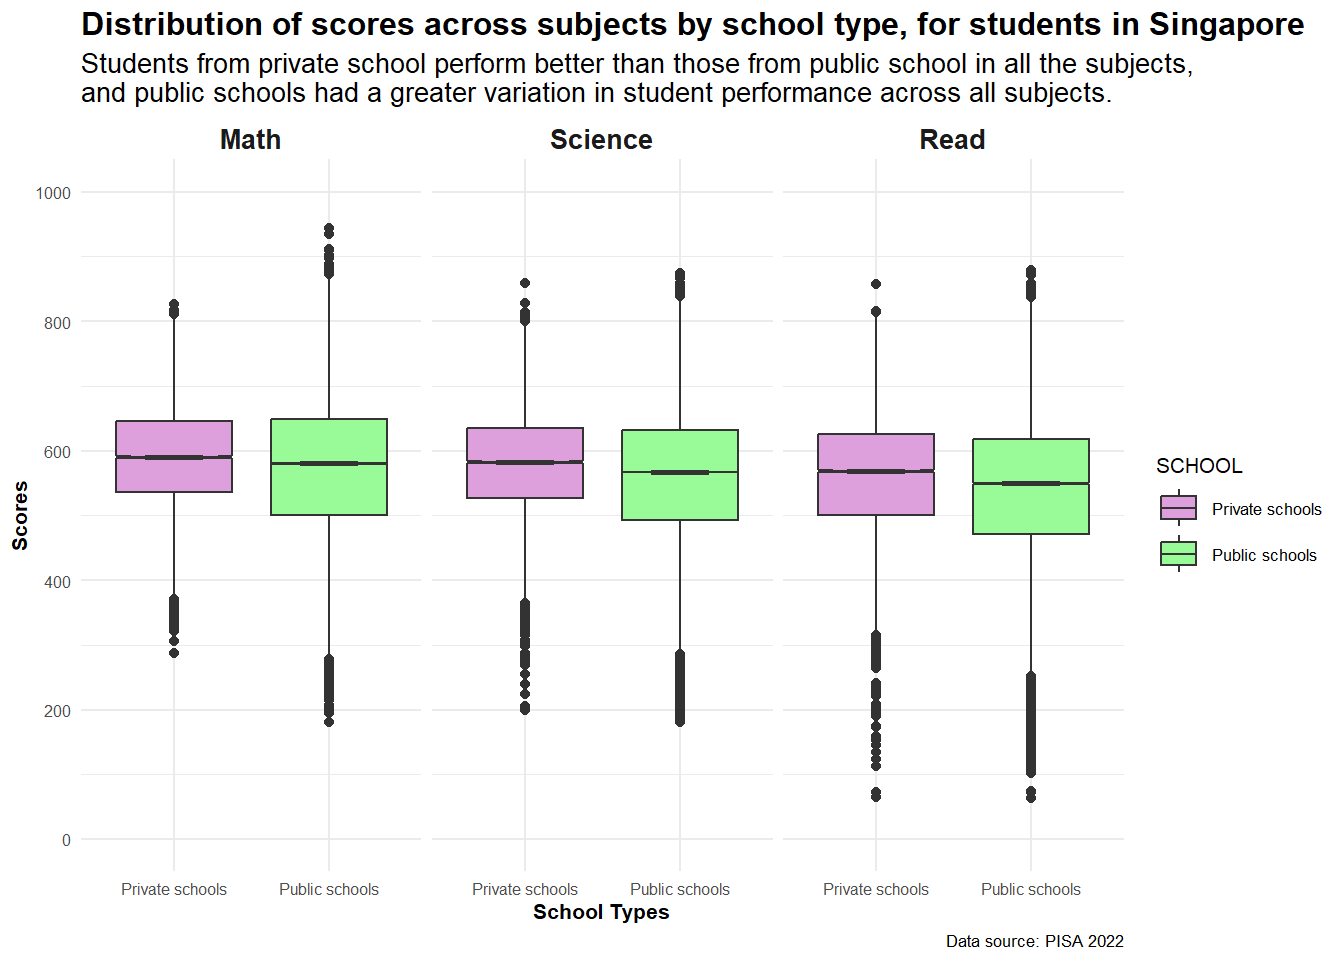 Distribution of scores across subjects by school type, for students in Singapore
Students from private school perform better than those from public school in all the subjects,
and public schools had a greater variation in student performance across all subjects.
Math
Science
Read
1000
800
600
400
200
0
Scores
Private schools
Public schools
Private schools
Public schools
Private schools
Public schools
School Types
SCHOOL
Private schools
Public schools
Data source: PISA 2022